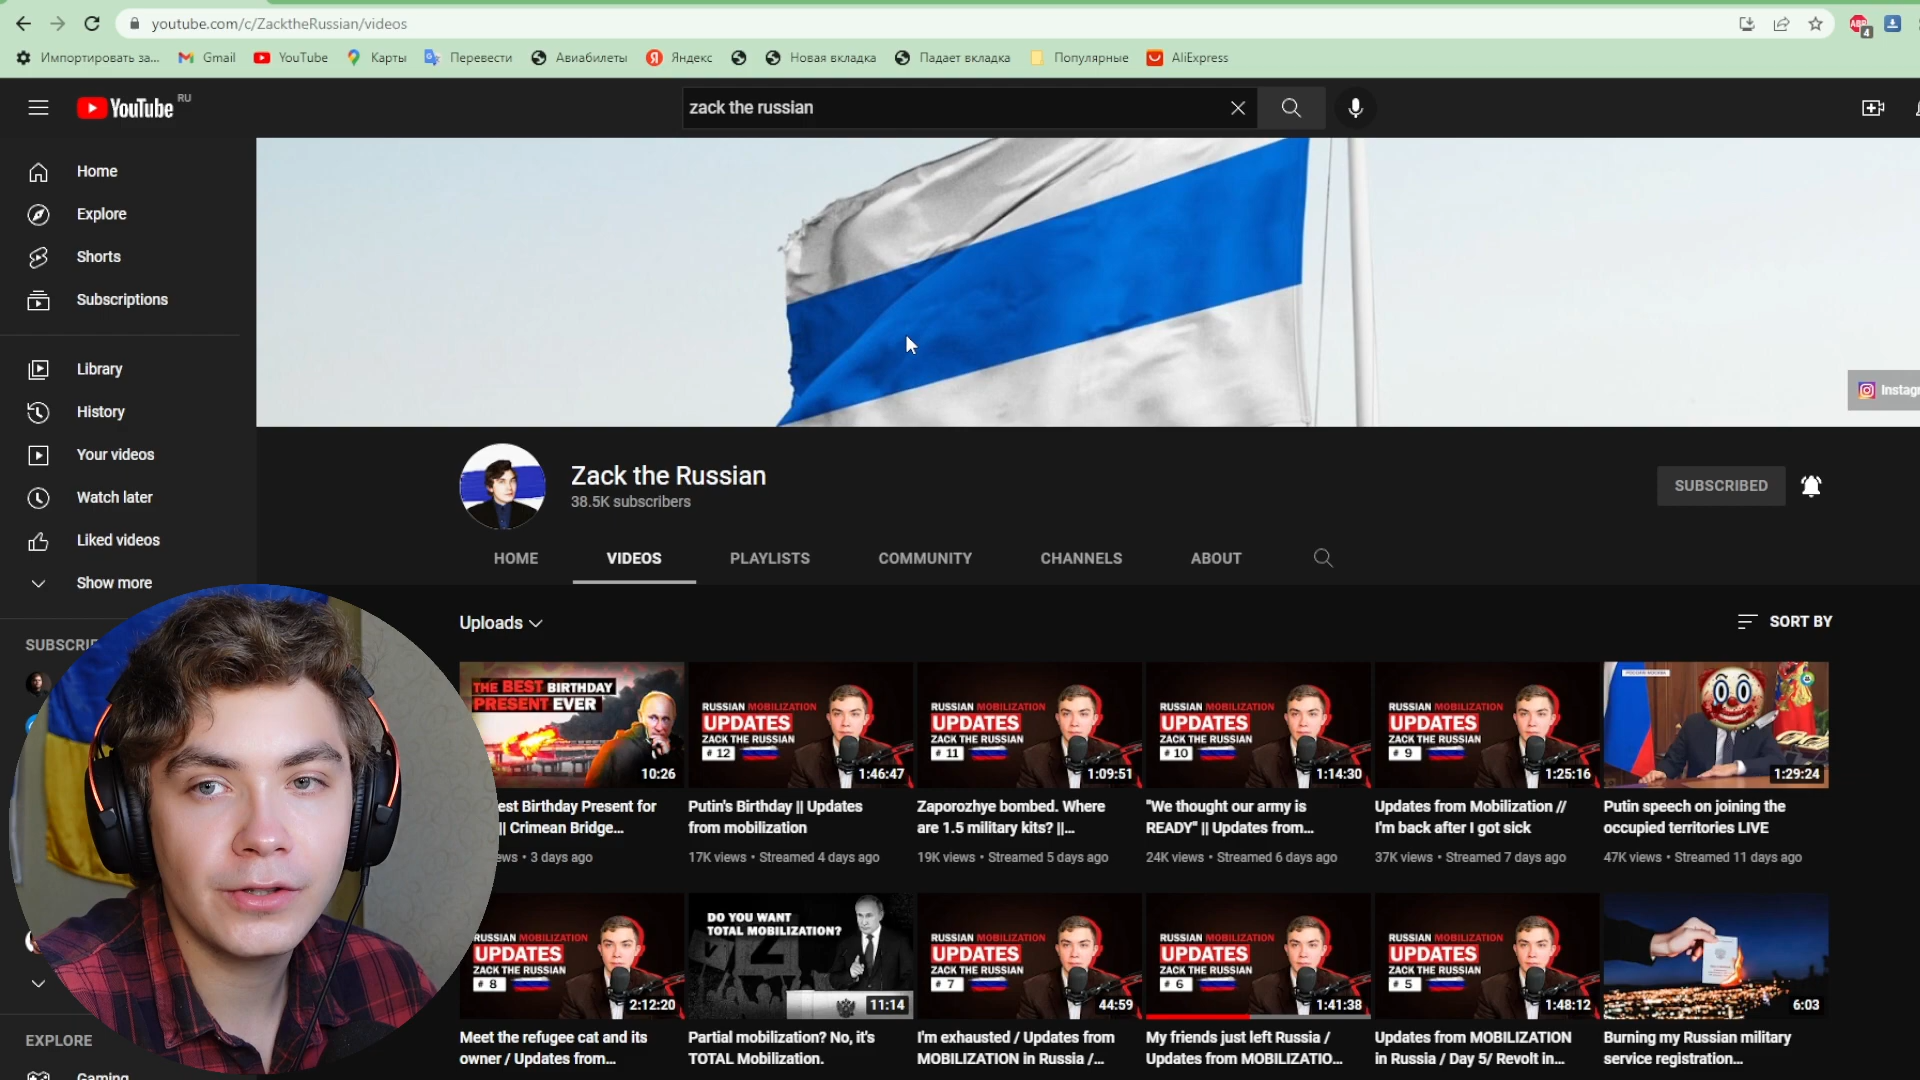 youtube.com/c/ZacktheRussian/videos
ABP
4
Импортировать за...
Gmail
YouTube
Карты
Перевести
Авиабилеты
Яндекс
Новая вкладка
Падает вкладка
Популярные
AliExpress
YouTube RU
zack the russian
Home
Explore
Shorts
Subscriptions
Library
History
Your videos
Watch later
Liked videos
Show more
EXPLORE
Gaming
Zack the Russian
38.5K subscribers
SUBSCRIBED
HOME
VIDEOS
PLAYLISTS
COMMUNITY
CHANNELS
ABOUT
Uploads
SORT BY
THE BEST BIRTHDAY
PRESENT EVER
10:26
Birthday Present for
|| Crimean Bridge...
• 3 days ago
RUSSIAN MOBILIZATION
UPDATES
ZACK THE RUSSIAN
# 12
1:46:47
Putin's Birthday || Updates
from mobilization
17K views • Streamed 4 days ago
RUSSIAN MOBILIZATION
UPDATES
ZACK THE RUSSIAN
# 11
1:09:51
Zaporozhye bombed. Where
are 1.5 military kits? ||...
19K views • Streamed 5 days ago
RUSSIAN MOBILIZATION
UPDATES
ZACK THE RUSSIAN
# 10
1:14:30
"We thought our army is
READY" || Updates from...
24K views • Streamed 6 days ago
RUSSIAN MOBILIZATION
UPDATES
ZACK THE RUSSIAN
# 9
1:25:16
Updates from Mobilization //
I'm back after I got sick
37K views • Streamed 7 days ago
1:29:24
Putin speech on joining the
occupied territories LIVE
47K views • Streamed 11 days ago
RUSSIAN MOBILIZATION
UPDATES
ZACK THE RUSSIAN
# 8
2:12:20
Meet the refugee cat and its
owner / Updates from...
DO YOU WANT
TOTAL MOBILIZATION?
11:14
Partial mobilization? No, it's
TOTAL Mobilization.
RUSSIAN MOBILIZATION
UPDATES
ZACK THE RUSSIAN
# 7
44:59
I'm exhausted / Updates from
MOBILIZATION in Russia /...
RUSSIAN MOBILIZATION
UPDATES
ZACK THE RUSSIAN
# 6
1:41:38
My friends just left Russia /
Updates from MOBILIZATIO...
RUSSIAN MOBILIZATION
UPDATES
ZACK THE RUSSIAN
# 5
1:48:12
Updates from MOBILIZATION
in Russia / Day 5/ Revolt in...
6:03
Burning my Russian military
service registration...